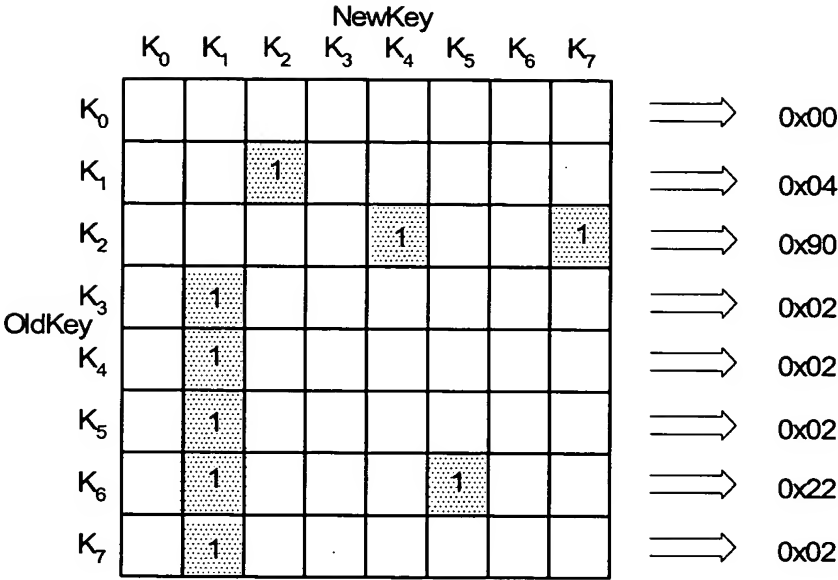 NewKey
K₀ K₁ K₂ K₃ K₄ K₅ K₆ K₇
K₀ 0x00
K₁ 1 0x04
K₂ 1 1 0x90
K₃ 1 0x02
OldKey
K₄ 1 0x02
K₅ 1 0x02
K₆ 1 1 0x22
K₇ 1 0x02